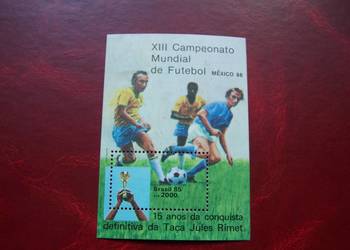 XIII Campeonato
Mundial
de Futebol MÉXICO 86
Brasil 85
2000
15 anos da conquista
definitiva da Taça Jules Rimet